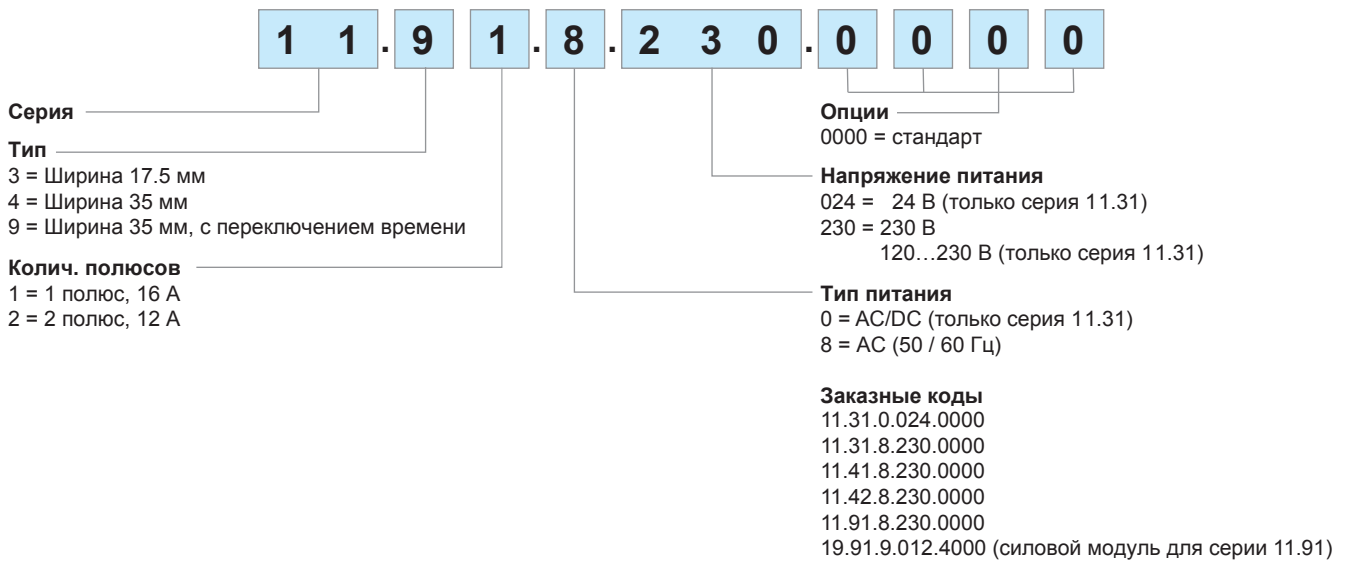 1 1 . 9 1 . 8 . 2 3 0 . 0 0 0 0
Серия
Тип
3 = Ширина 17.5 мм
4 = Ширина 35 мм
9 = Ширина 35 мм, с переключением времени
Колич. полюсов
1 = 1 полюс, 16 А
2 = 2 полюс, 12 А
Опции
0000 = стандарт
Напряжение питания
024 = 24 В (только серия 11.31)
230 = 230 В
120…230 В (только серия 11.31)
Тип питания
0 = AC/DC (только серия 11.31)
8 = AC (50 / 60 Гц)
Заказные коды
11.31.0.024.0000
11.31.8.230.0000
11.41.8.230.0000
11.42.8.230.0000
11.91.8.230.0000
19.91.9.012.4000 (силовой модуль для серии 11.91)